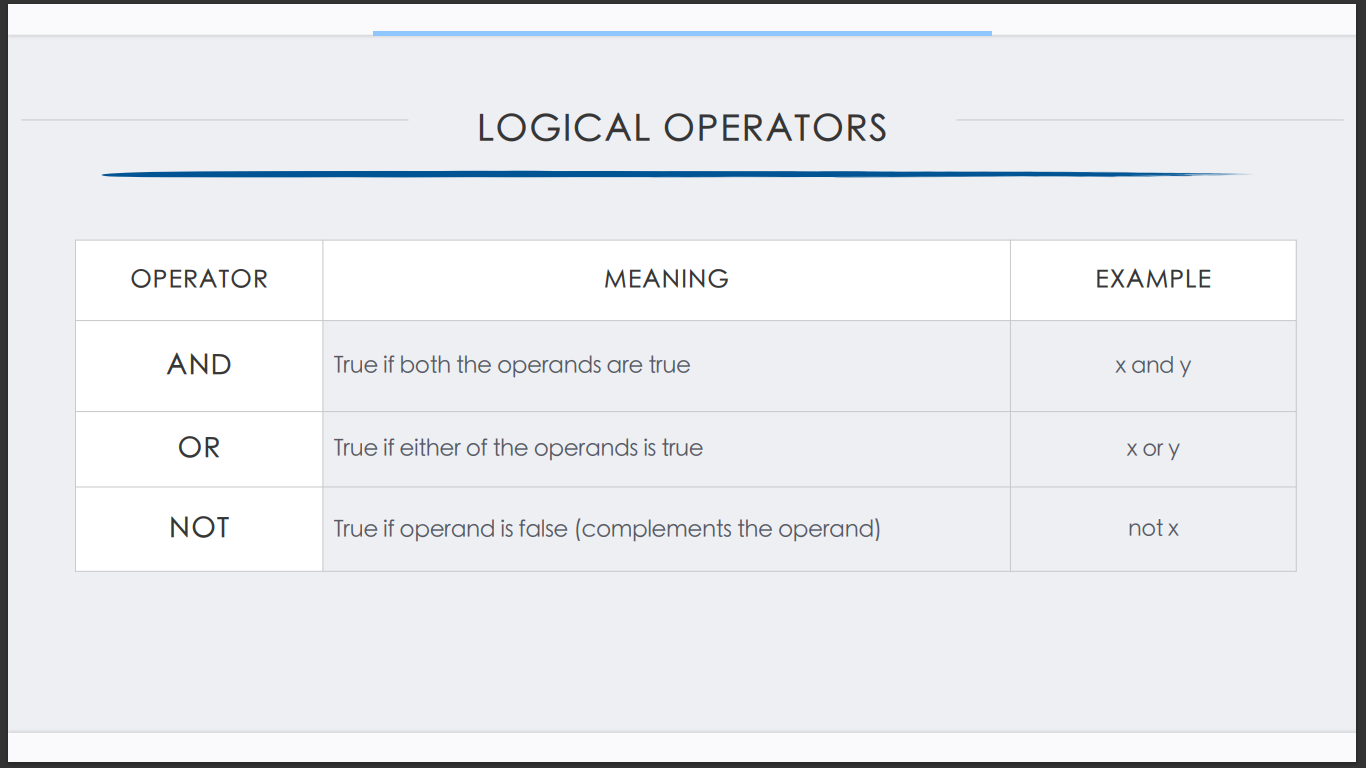 LOGICAL OPERATORS
OPERATOR MEANING EXAMPLE
AND True if both the operands are true x and y
OR True if either of the operands is true x or y
NOT True if operand is false (complements the operand) not x